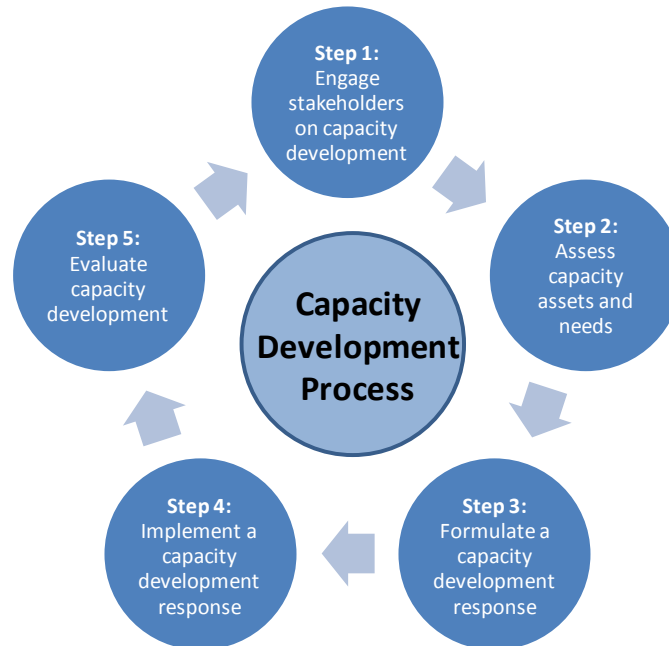 Step 1:
Engage
stakeholders
on capacity
development
Step 2:
Assess
capacity
assets and
needs
Step 3:
Formulate a
capacity
development
response
Step 4:
Implement a
capacity
development
response
Step 5:
Evaluate
capacity
development
Capacity
Development
Process